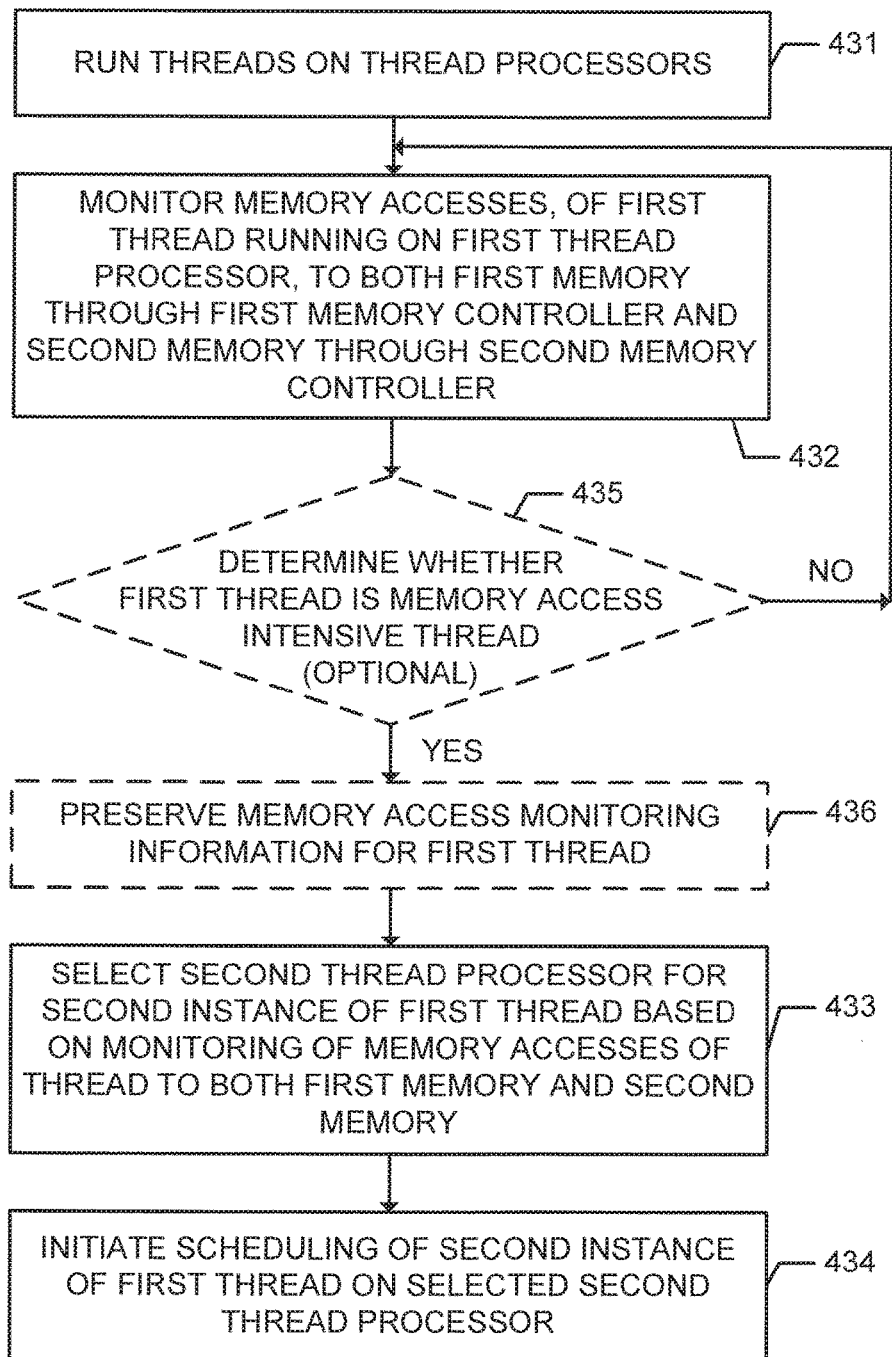 RUN THREADS ON THREAD PROCESSORS
431
MONITOR MEMORY ACCESSES, OF FIRST
THREAD RUNNING ON FIRST THREAD
PROCESSOR, TO BOTH FIRST MEMORY
THROUGH FIRST MEMORY CONTROLLER AND
SECOND MEMORY THROUGH SECOND MEMORY
CONTROLLER
432
435
DETERMINE WHETHER
FIRST THREAD IS MEMORY ACCESS
INTENSIVE THREAD
(OPTIONAL)
NO
YES
PRESERVE MEMORY ACCESS MONITORING
INFORMATION FOR FIRST THREAD
436
SELECT SECOND THREAD PROCESSOR FOR
SECOND INSTANCE OF FIRST THREAD BASED
ON MONITORING OF MEMORY ACCESSES OF
THREAD TO BOTH FIRST MEMORY AND SECOND
MEMORY
433
INITIATE SCHEDULING OF SECOND INSTANCE
OF FIRST THREAD ON SELECTED SECOND
THREAD PROCESSOR
434